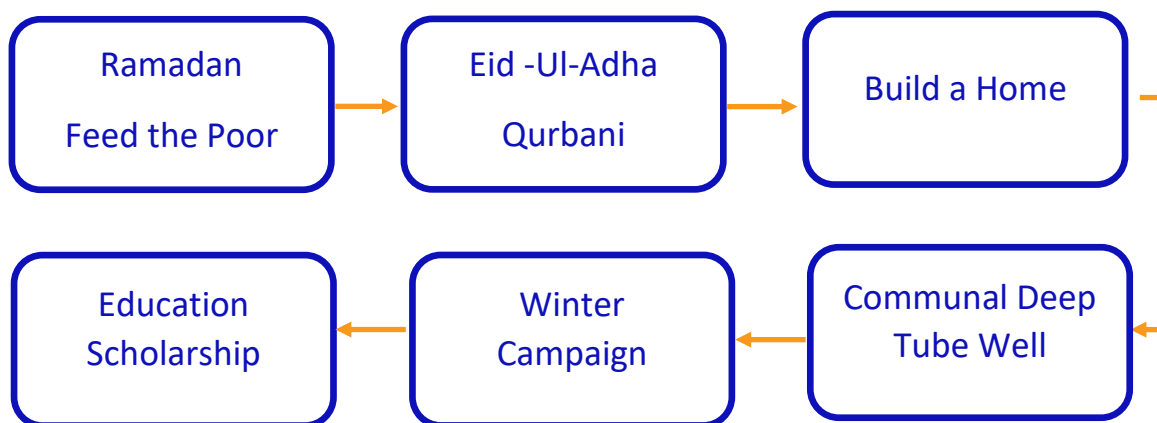 Ramadan
Feed the Poor
Eid -Ul-Adha
Qurbani
Build a Home
Communal Deep
Tube Well
Winter
Campaign
Education
Scholarship